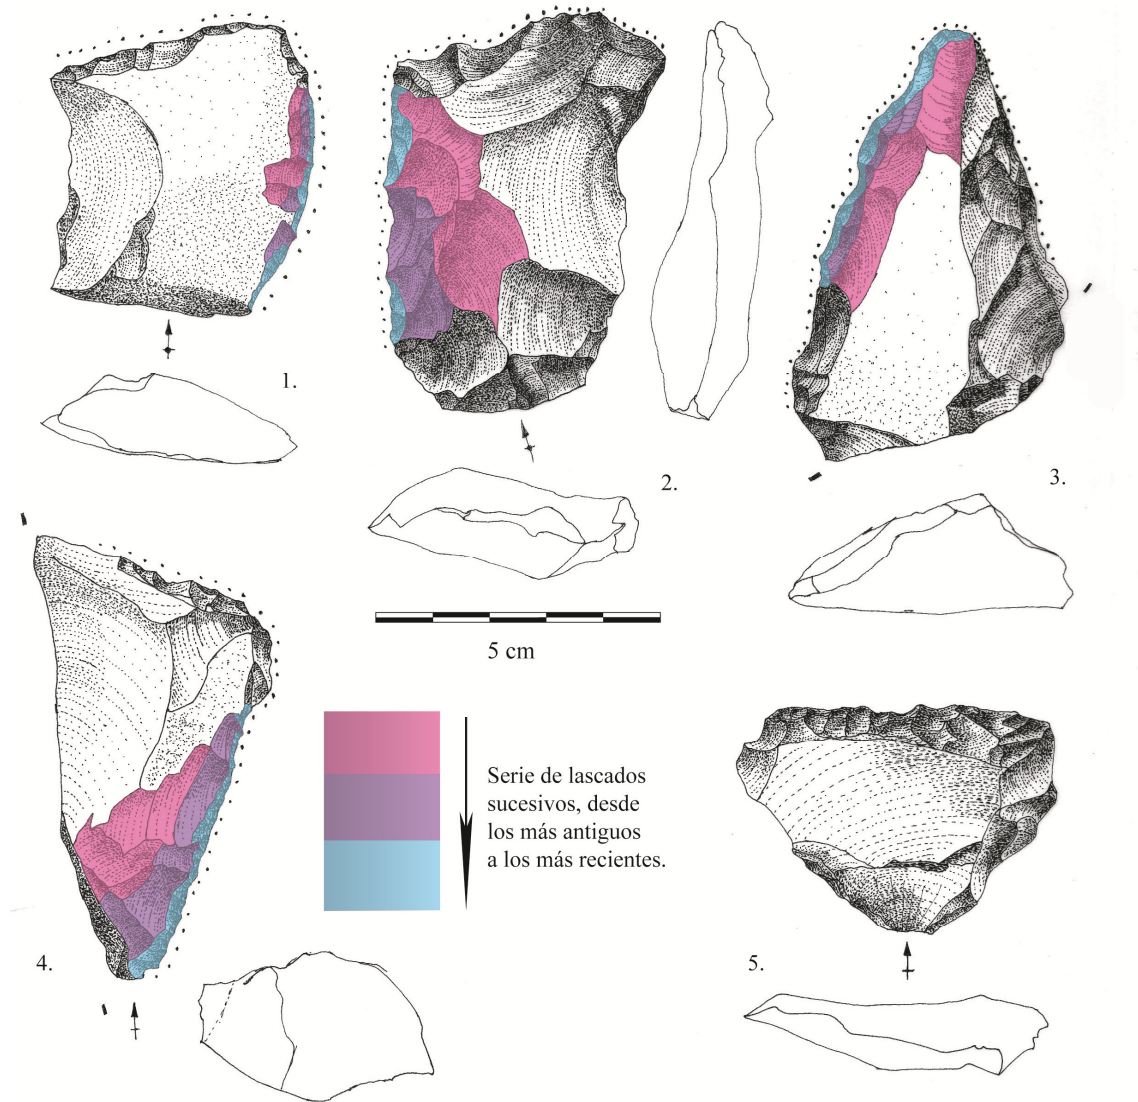 1.
2.
3.
5 cm
Serie de lascados
sucesivos, desde
los más antiguos
a los más recientes.
4.
5.